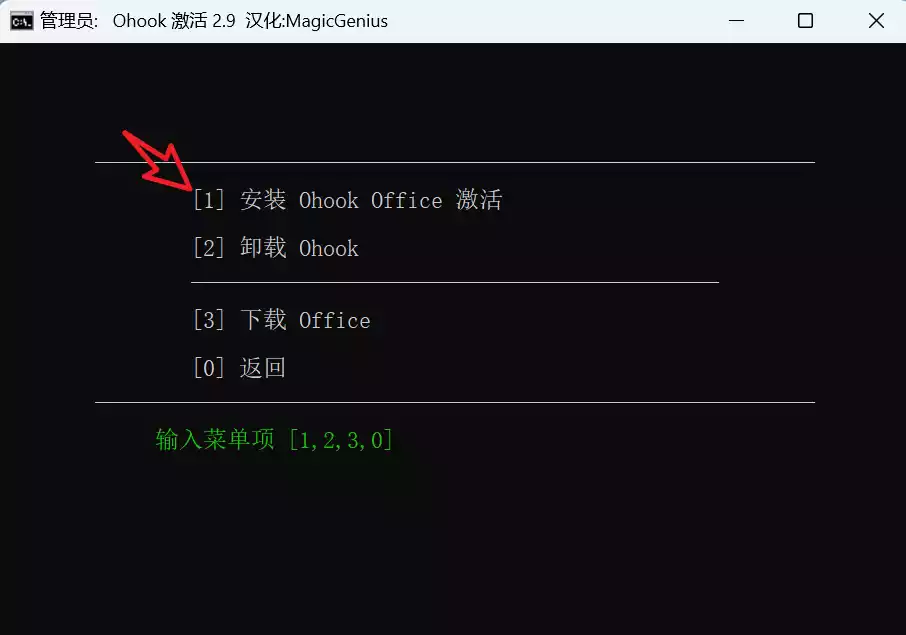 管理员: Ohook 激活 2.9 汉化:MagicGenius
[1] 安装 Ohook Office 激活
[2] 卸载 Ohook
[3] 下载 Office
[0] 返回
输入菜单项 [1,2,3,0]